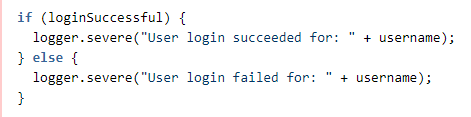 if (loginSuccessful) {
  logger.severe("User login succeeded for: " + username);
} else {
  logger.severe("User login failed for: " + username);
}